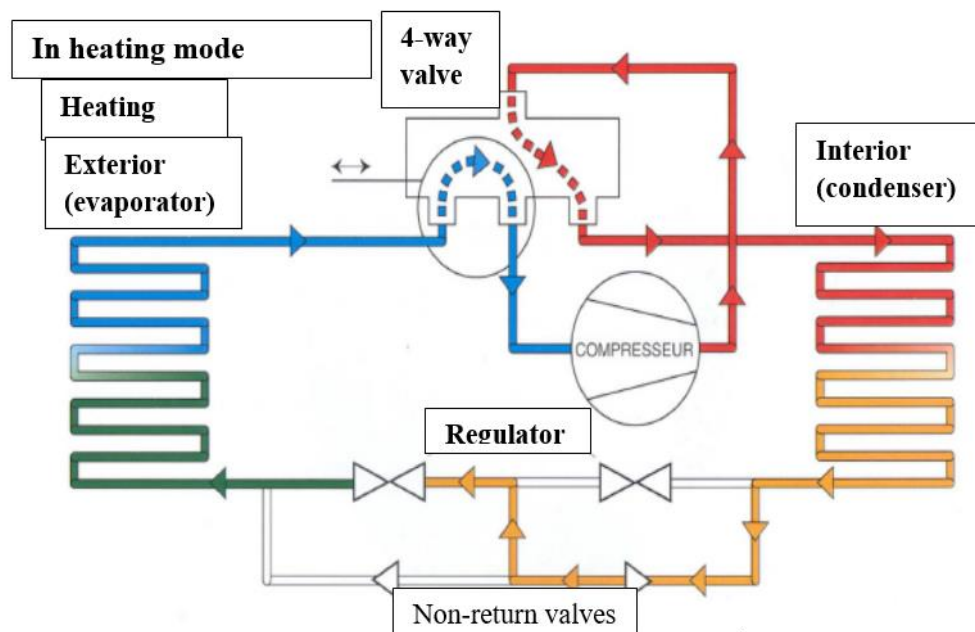 In heating mode
4-way
valve
Heating
Exterior
(evaporator)
Interior
(condenser)
COMPRESSEUR
Regulator
Non-return valves